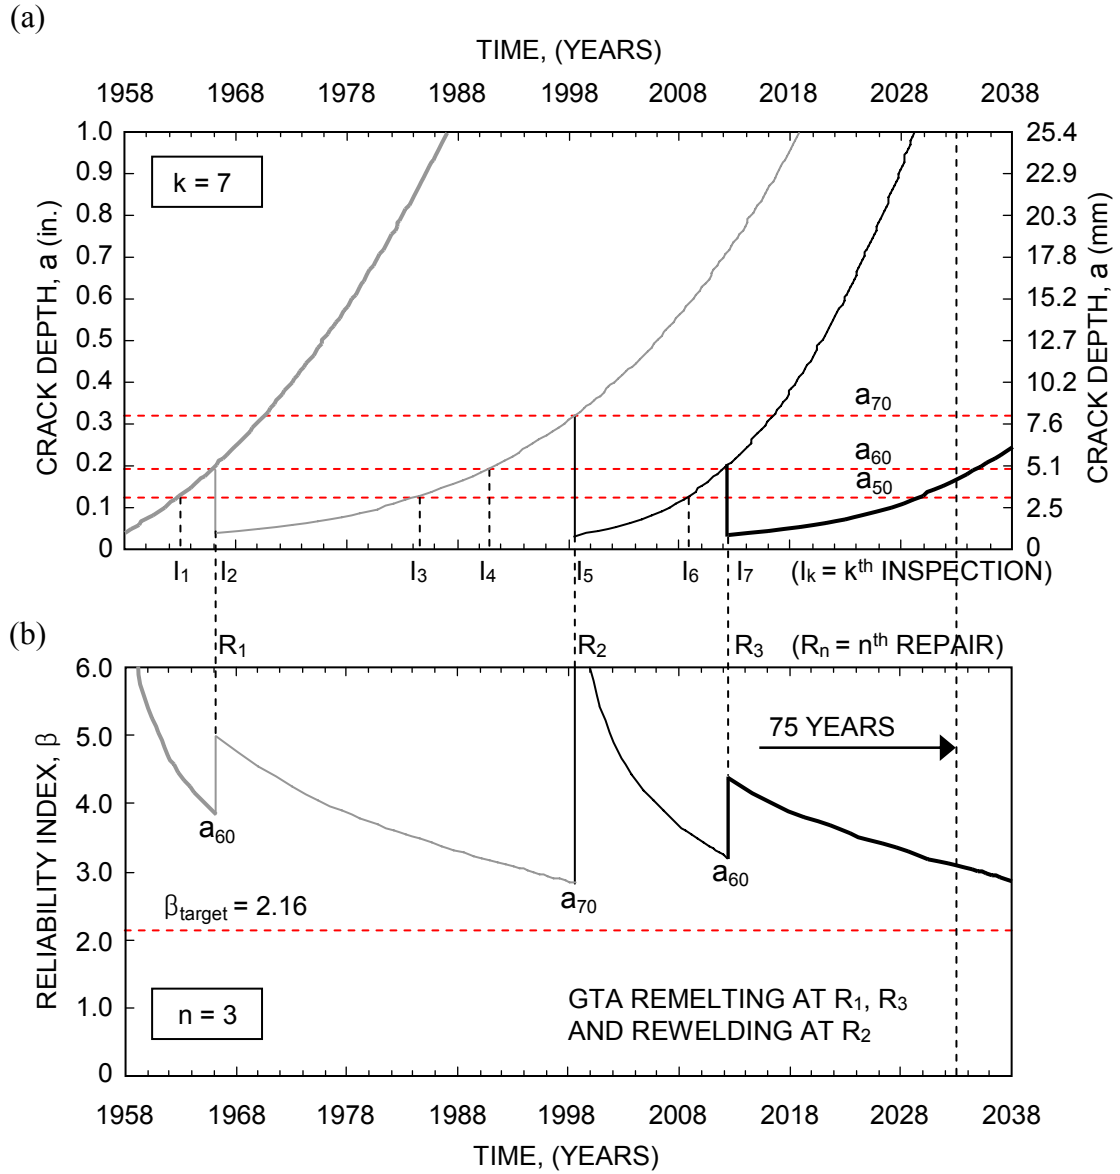 (a)
TIME, (YEARS)
1958 1968 1978 1988 1998 2008 2018 2028 2038
CRACK DEPTH, a (in.)
1.0
0.9
0.8
0.7
0.6
0.5
0.4
0.3
0.2
0.1
0
k = 7
25.4
22.9
20.3
17.8
15.2
12.7
10.2
7.6
5.1
2.5
0
CRACK DEPTH, a (mm)
a70
a60
a50
I1 I2 I3 I4 I5 I6 I7 (Ik = kth INSPECTION)
(b)
R1 R2 R3 (Rn = nth REPAIR)
RELIABILITY INDEX, β
6.0
5.0
4.0
3.0
2.0
1.0
0
75 YEARS
a60
a70
a60
βtarget = 2.16
n = 3
GTA REMELTING AT R1, R3
AND REWELDING AT R2
1958 1968 1978 1988 1998 2008 2018 2028 2038
TIME, (YEARS)